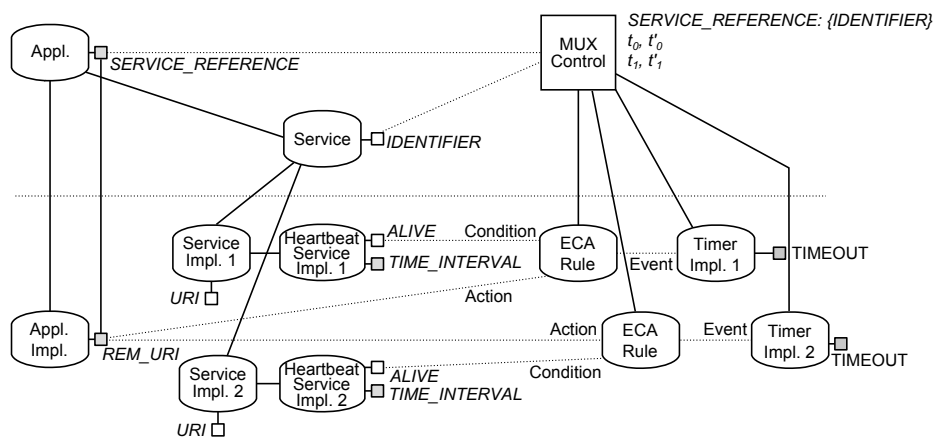 SERVICE_REFERENCE: {IDENTIFIER}
t0, t'0
t1, t'1
MUX
Control
Appl.
SERVICE_REFERENCE
Service
IDENTIFIER
Service
Impl. 1
URI
Heartbeat
Service
Impl. 1
ALIVE
TIME_INTERVAL
Condition
ECA
Rule
Event
Timer
Impl. 1
TIMEOUT
Action
Appl.
Impl.
REM_URI
Action
ECA
Rule
Event
Timer
Impl. 2
TIMEOUT
Condition
Service
Impl. 2
URI
Heartbeat
Service
Impl. 2
ALIVE
TIME_INTERVAL